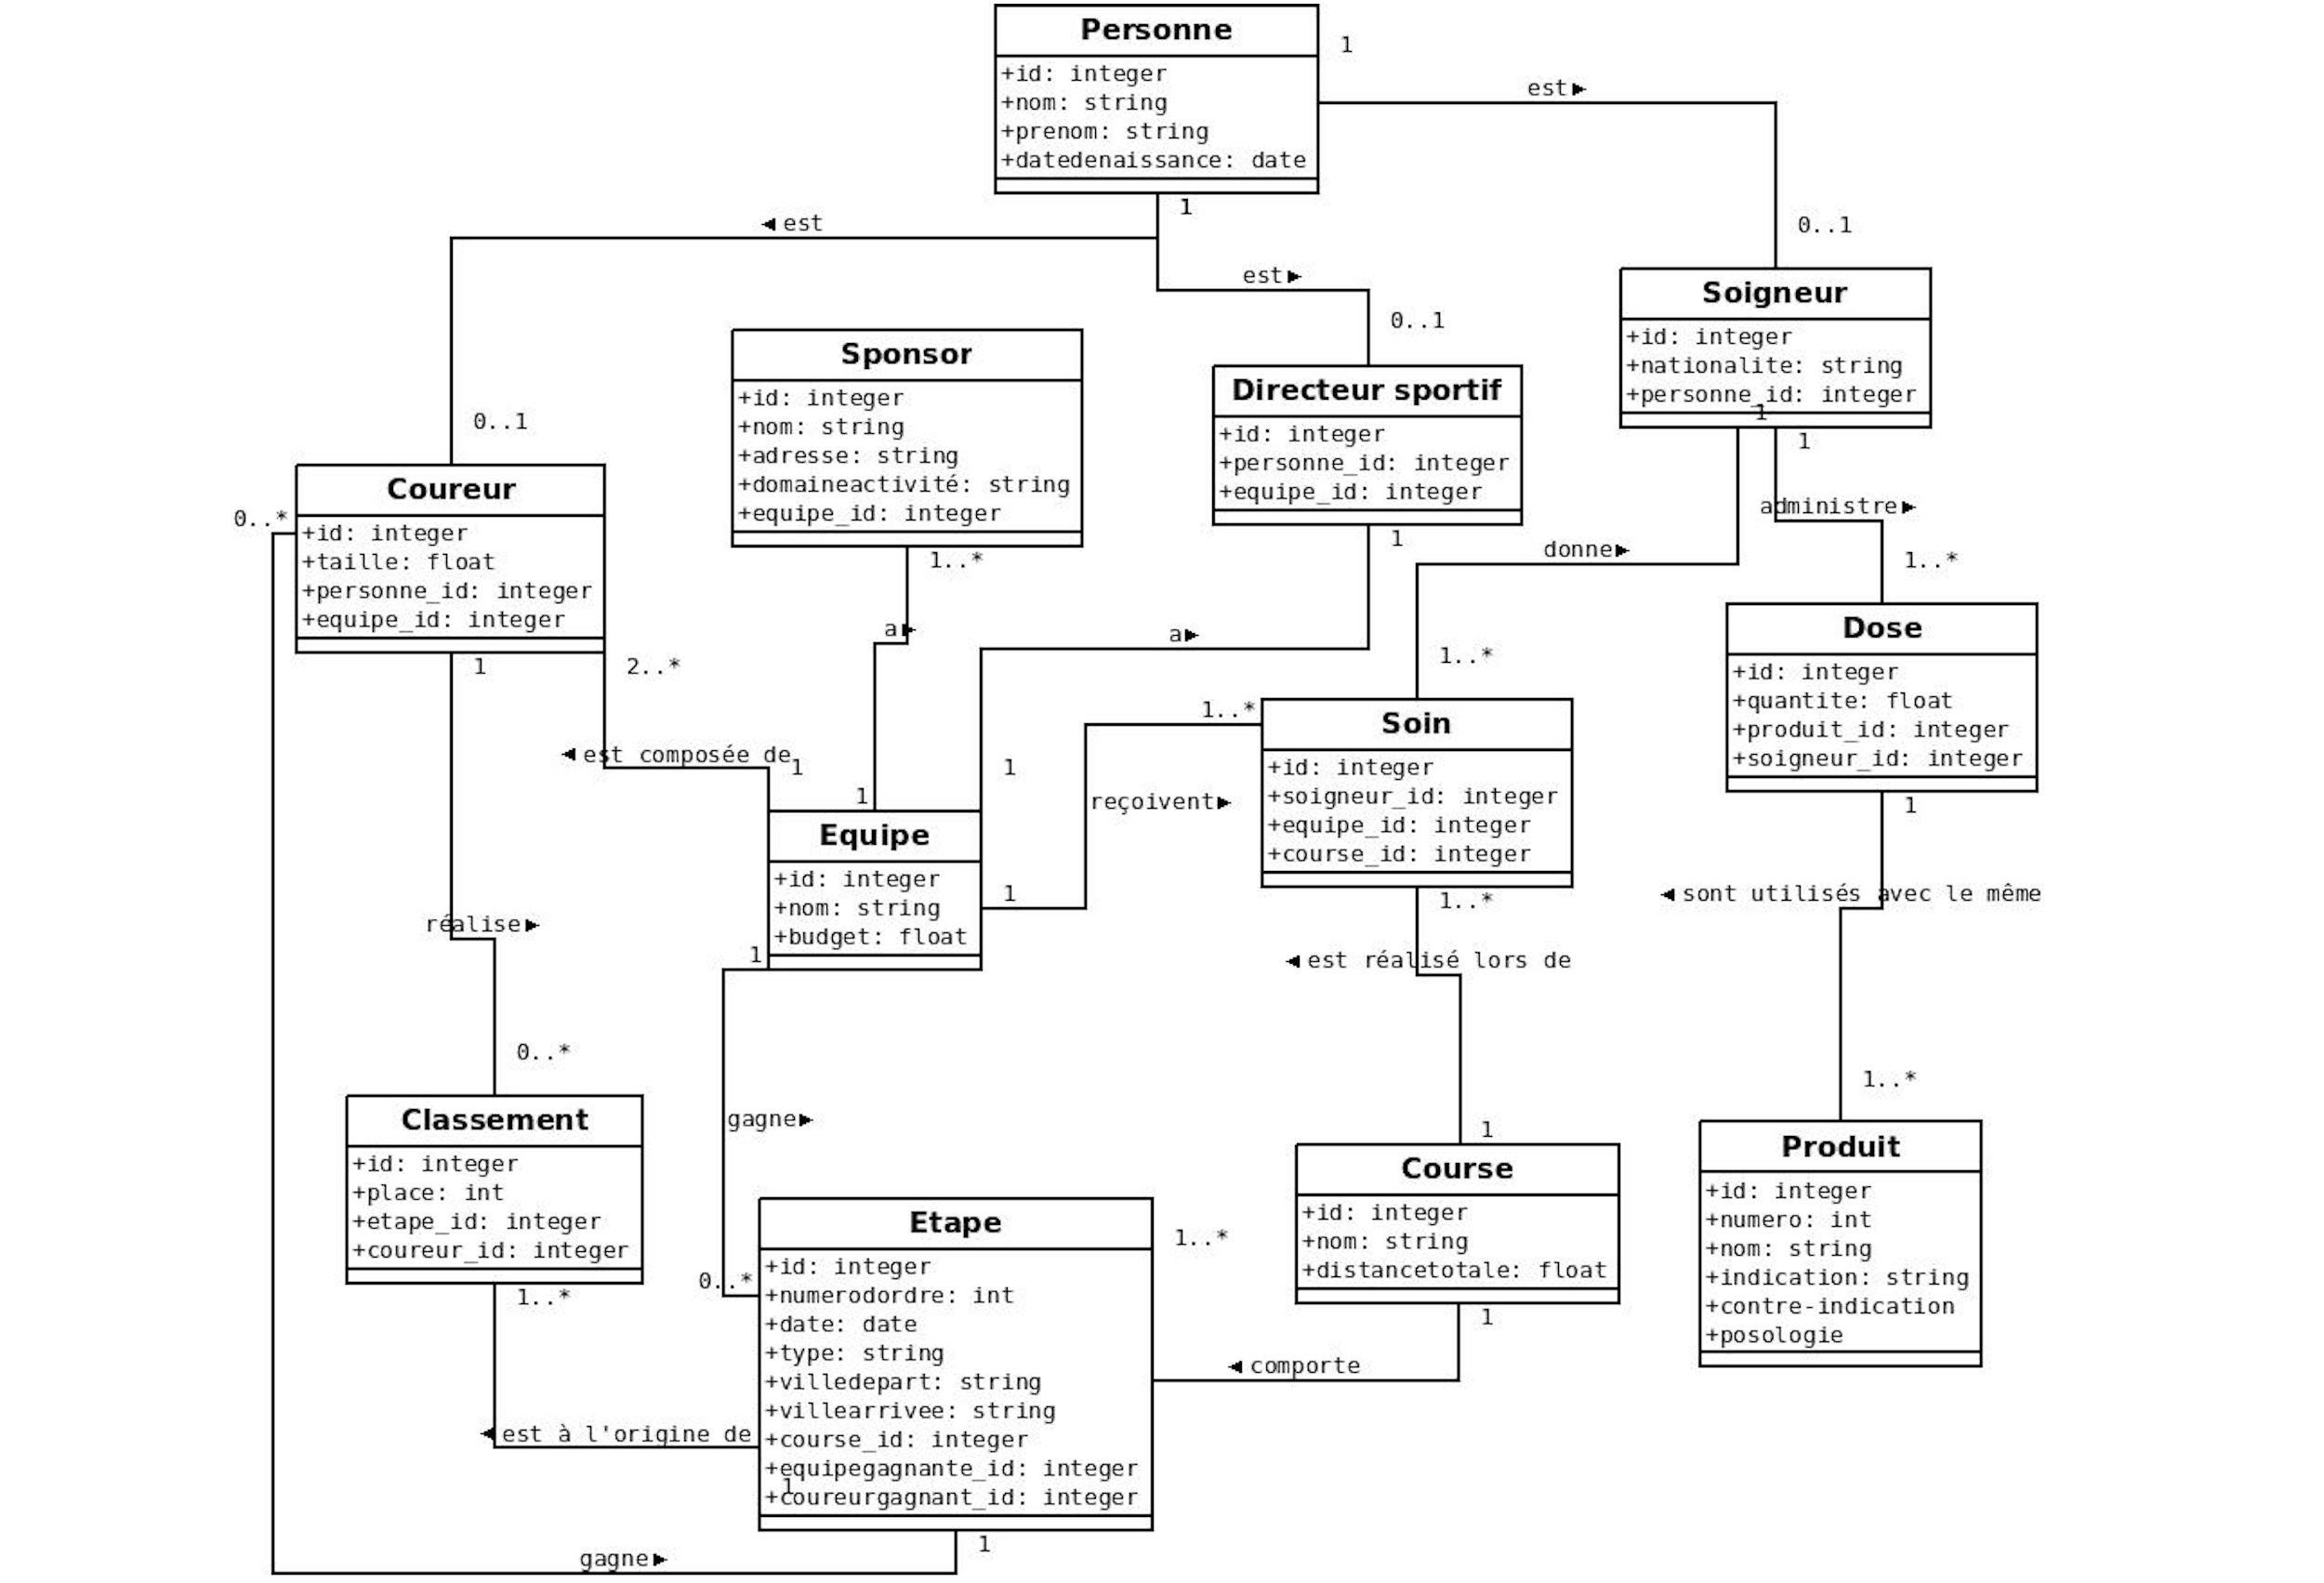 Personne
+id: integer
+nom: string
+prenom: string
+datedenaissance: date
1
est►
0..1
1
◄ est
est►
0..1
0..1
Soigneur
+id: integer
+nationalite: string
+personne_id: integer
1
1
Sponsor
+id: integer
+nom: string
+adresse: string
+domaineactivité: string
+equipe_id: integer
1..*
a►
Directeur sportif
+id: integer
+personne_id: integer
+equipe_id: integer
1
a►
Coureur
+id: integer
+taille: float
+personne_id: integer
+equipe_id: integer
0..*
1
2..*
administre►
1..*
donne►
1..*
Dose
+id: integer
+quantite: float
+produit_id: integer
+soigneur_id: integer
1
◄ est composée de
1
1
1
1..*
reçoivent►
Soin
+id: integer
+soigneur_id: integer
+equipe_id: integer
+course_id: integer
1..*
Equipe
+id: integer
+nom: string
+budget: float
1
1
réalise►
0..*
◄ sont utilisés avec le même
1..*
◄ est réalisé lors de
1
gagne►
0..*
Classement
+id: integer
+place: int
+etape_id: integer
+coureur_id: integer
1..*
Etape
+id: integer
+numerodordre: int
+date: date
+type: string
+villedepart: string
+villearrivee: string
+course_id: integer
+equipegagnante_id: integer
+coureurgagnant_id: integer
1
1..*
Course
+id: integer
+nom: string
+distancetotale: float
1
◄ comporte
Produit
+id: integer
+numero: int
+nom: string
+indication: string
+contre-indication
+posologie
◄ est à l'origine de
1
gagne►